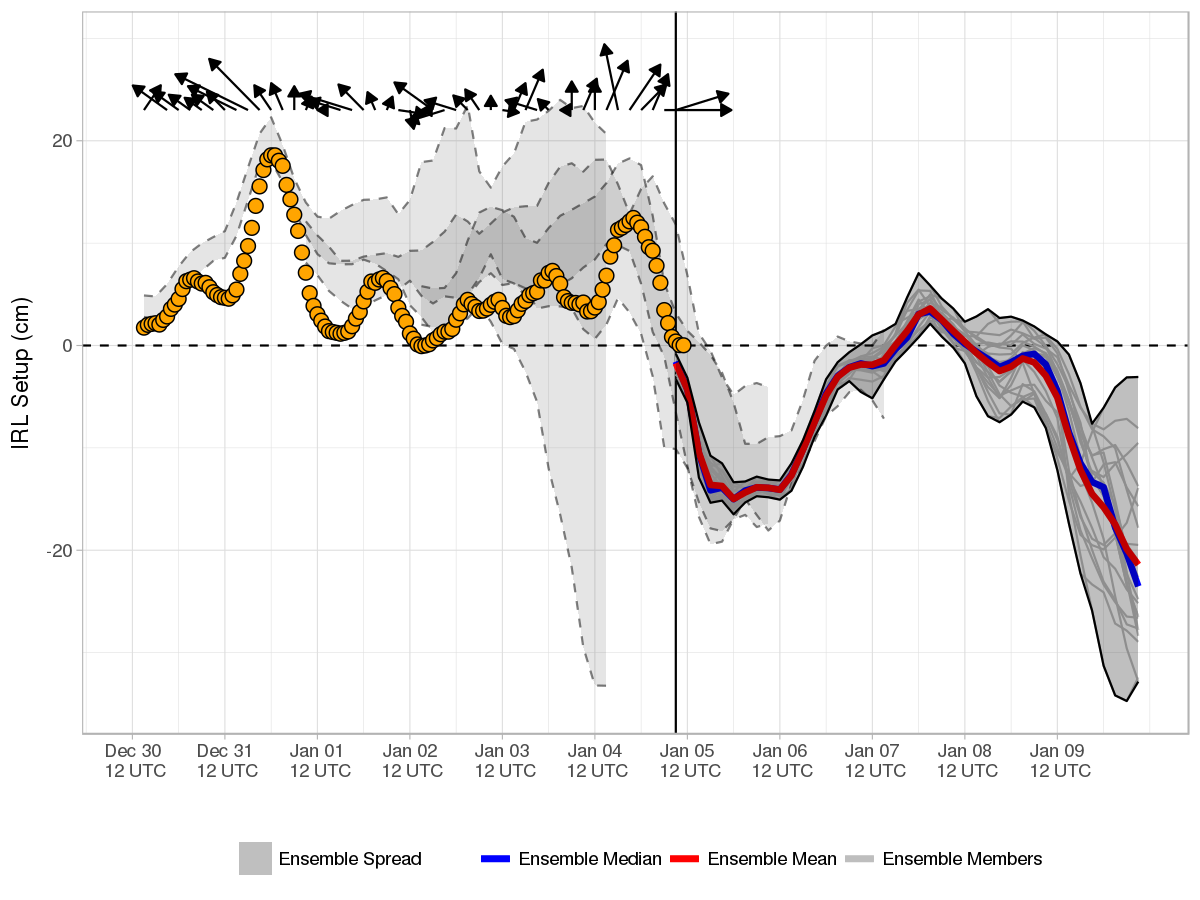 IRL Setup (cm)
20
0
-20
Dec 30
12 UTC
Dec 31
12 UTC
Jan 01
12 UTC
Jan 02
12 UTC
Jan 03
12 UTC
Jan 04
12 UTC
Jan 05
12 UTC
Jan 06
12 UTC
Jan 07
12 UTC
Jan 08
12 UTC
Jan 09
12 UTC
Ensemble Spread
Ensemble Median
Ensemble Mean
Ensemble Members